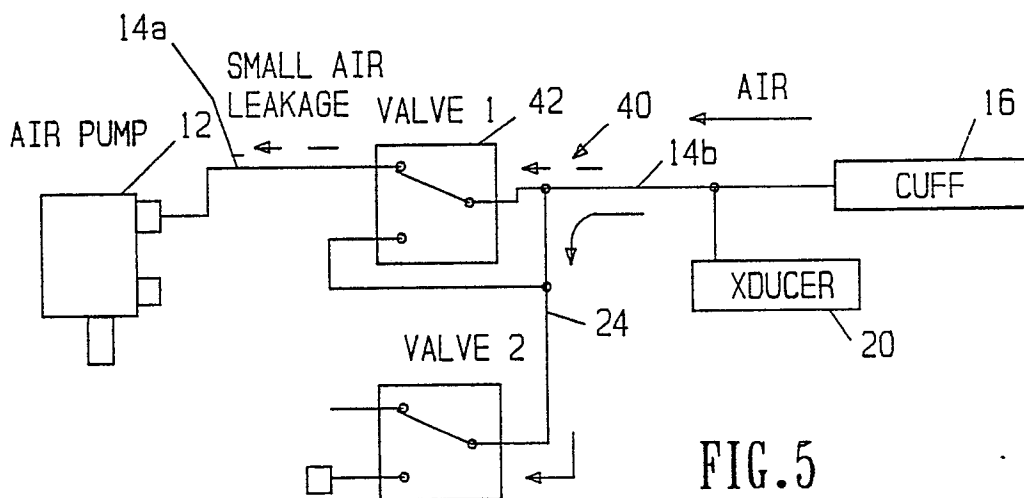 14a
SMALL AIR
LEAKAGE
VALVE 1
42
40
AIR
16
AIR PUMP
12
14b
CUFF
XDUCER
24
20
VALVE 2
FIG.5